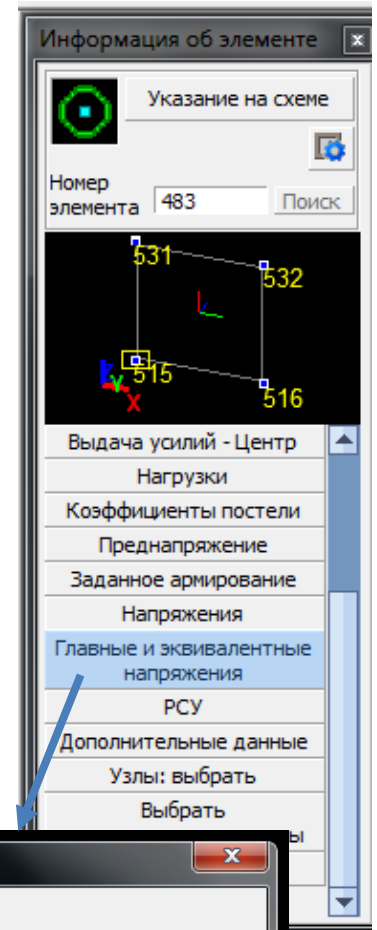 Информация об элементе
Указание на схеме
Номер
элемента 483 Поиск
531
532
515
516
Y
X
Выдача усилий - Центр
Нагрузки
Коэффициенты постели
Преднапряжение
Заданное армирование
Напряжения
Главные и эквивалентные
напряжения
РСУ
Дополнительные данные
Узлы: выбрать
Выбрать
ы